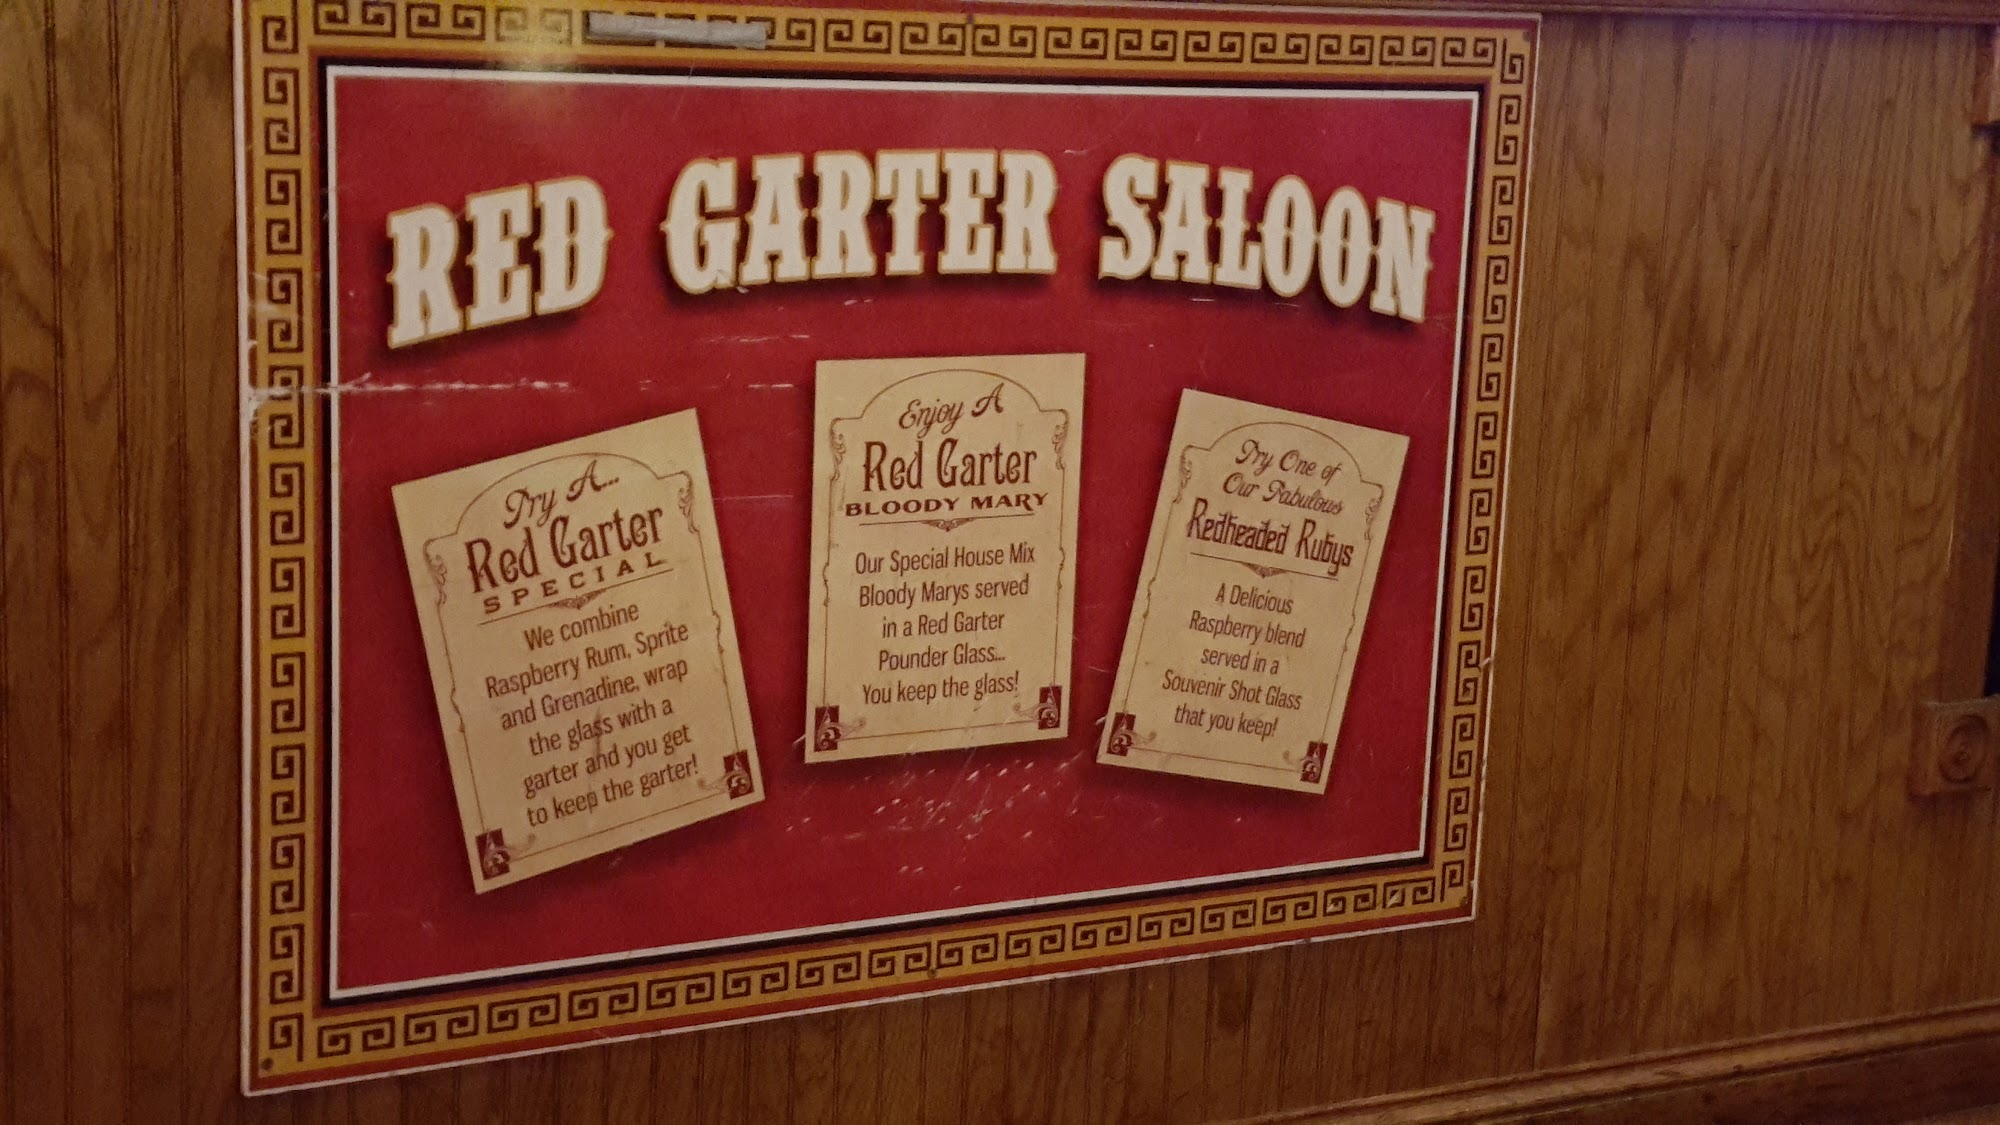 RED GARTER SALOON
Try A...
Red Garter
SPECIAL
We combine
Raspberry Rum, Sprite
and Grenadine, wrap
the glass with a
garter and you get
to keep the garter!
Enjoy A
Red Garter
BLOODY MARY
Our Special House Mix
Bloody Marys served
in a Red Garter
Pounder Glass...
You keep the glass!
Try One of
Our Fabulous
Redheaded Rubys
A Delicious
Raspberry blend
served in a
Souvenir Shot Glass
that you keep!